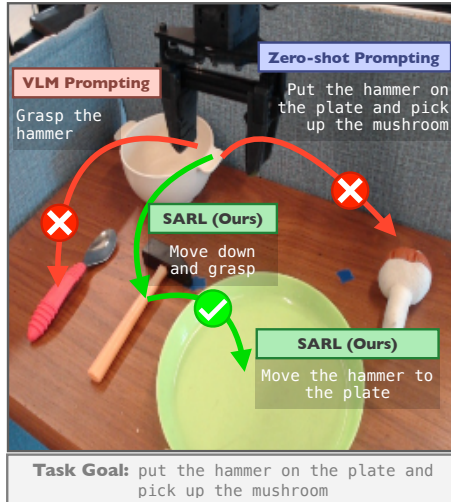 VLM Prompting
Grasp the
hammer
Zero-shot Prompting
Put the hammer on
the plate and pick
up the mushroom
SARL (Ours)
Move down
and grasp
SARL (Ours)
Move the hammer to
the plate
Task Goal: put the hammer on the plate and
pick up the mushroom